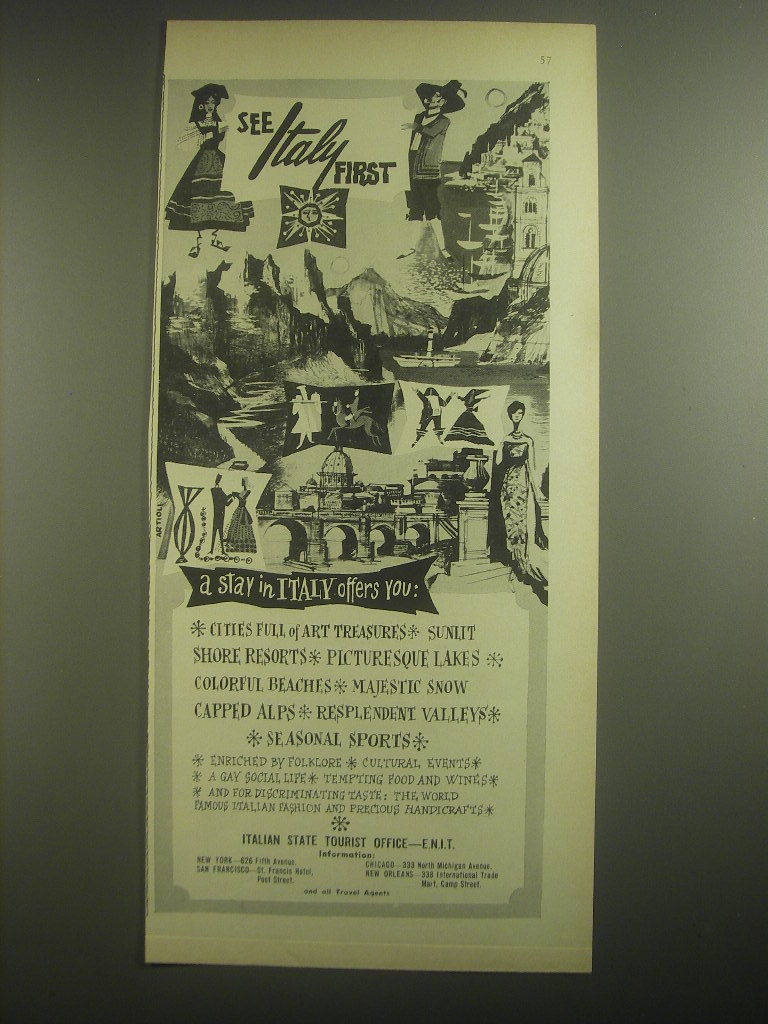 57
SEE
Italy
FIRST
ARTIOLI
a stay in ITALY offers you:
* CITIES FULL of ART TREASURES * SUNLIT
SHORE RESORTS * PICTURESQUE LAKES *
COLORFUL BEACHES * MAJESTIC SNOW
CAPPED ALPS * RESPLENDENT VALLEYS *
* SEASONAL SPORTS *
* ENRICHED BY FOLKLORE * CULTURAL EVENTS *
* A GAY SOCIAL LIFE * TEMPTING FOOD AND WINES *
* AND FOR DISCRIMINATING TASTE: THE WORLD
FAMOUS ITALIAN FASHION AND PRECIOUS HANDICRAFTS *
*
ITALIAN STATE TOURIST OFFICE—E.N.I.T.
Information:
NEW YORK—626 Fifth Avenue.
SAN FRANCISCO—St. Francis Hotel,
Post Street.
CHICAGO—333 North Michigan Avenue.
NEW ORLEANS—338 International Trade
Mart, Camp Street.
and all Travel Agents